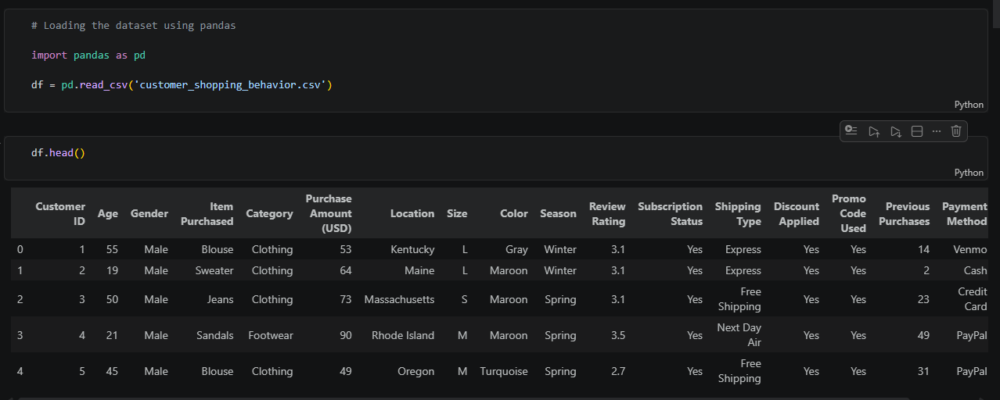 # Loading the dataset using pandas
import pandas as pd
df = pd.read_csv('customer_shopping_behavior.csv')
Python
df.head()
Python
Customer ID Age Gender Item Purchased Category Purchase Amount (USD) Location Size Color Season Review Rating Subscription Status Shipping Type Discount Applied Promo Code Used Previous Purchases Payment Method
0 1 55 Male Blouse Clothing 53 Kentucky L Gray Winter 3.1 Yes Express Yes Yes 14 Venmo
1 2 19 Male Sweater Clothing 64 Maine L Maroon Winter 3.1 Yes Express Yes Yes 2 Cash
2 3 50 Male Jeans Clothing 73 Massachusetts S Maroon Spring 3.1 Yes Free Shipping Yes Yes 23 Credit Card
3 4 21 Male Sandals Footwear 90 Rhode Island M Maroon Spring 3.5 Yes Next Day Air Yes Yes 49 PayPal
4 5 45 Male Blouse Clothing 49 Oregon M Turquoise Spring 2.7 Yes Free Shipping Yes Yes 31 PayPal